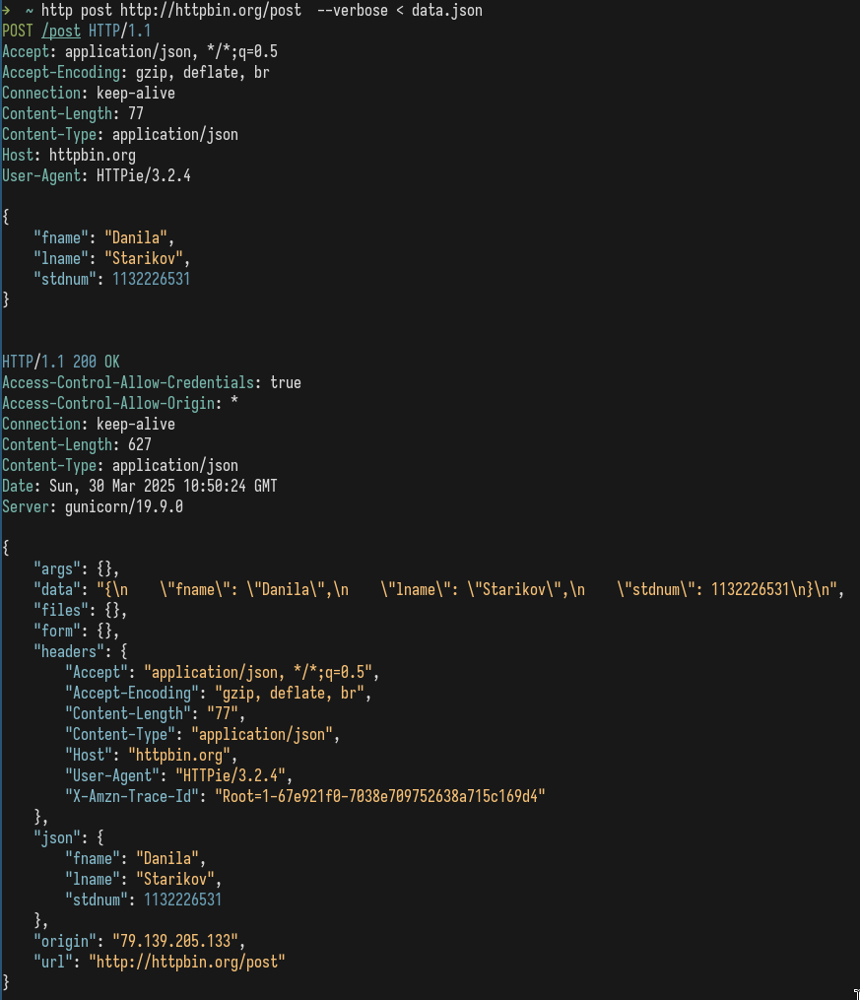 →  ~ http post http://httpbin.org/post  --verbose < data.json
POST /post HTTP/1.1
Accept: application/json, */*;q=0.5
Accept-Encoding: gzip, deflate, br
Connection: keep-alive
Content-Length: 77
Content-Type: application/json
Host: httpbin.org
User-Agent: HTTPie/3.2.4

{
    "fname": "Danila",
    "lname": "Starikov",
    "stdnum": 1132226531
}


HTTP/1.1 200 OK
Access-Control-Allow-Credentials: true
Access-Control-Allow-Origin: *
Connection: keep-alive
Content-Length: 627
Content-Type: application/json
Date: Sun, 30 Mar 2025 10:50:24 GMT
Server: gunicorn/19.9.0

{
    "args": {},
    "data": "{\n    \"fname\": \"Danila\",\n    \"lname\": \"Starikov\",\n    \"stdnum\": 1132226531\n}\n",
    "files": {},
    "form": {},
    "headers": {
        "Accept": "application/json, */*;q=0.5",
        "Accept-Encoding": "gzip, deflate, br",
        "Content-Length": "77",
        "Content-Type": "application/json",
        "Host": "httpbin.org",
        "User-Agent": "HTTPie/3.2.4",
        "X-Amzn-Trace-Id": "Root=1-67e921f0-7038e709752638a715c169d4"
    },
    "json": {
        "fname": "Danila",
        "lname": "Starikov",
        "stdnum": 1132226531
    },
    "origin": "79.139.205.133",
    "url": "http://httpbin.org/post"
}